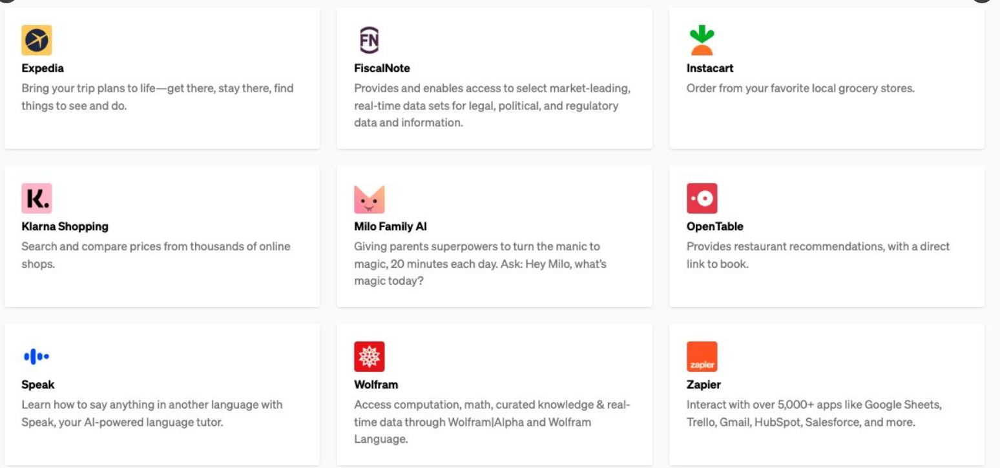 Expedia
Bring your trip plans to life—get there, stay there, find
things to see and do.
FN
FiscalNote
Provides and enables access to select market-leading,
real-time data sets for legal, political, and regulatory
data and information.
Instacart
Order from your favorite local grocery stores.
K.
Klarna Shopping
Search and compare prices from thousands of online
shops.
Milo Family AI
Giving parents superpowers to turn the manic to
magic, 20 minutes each day. Ask: Hey Milo, what's
magic today?
OpenTable
Provides restaurant recommendations, with a direct
link to book.
Speak
Learn how to say anything in another language with
Speak, your AI-powered language tutor.
Wolfram
Access computation, math, curated knowledge & real-
time data through Wolfram|Alpha and Wolfram
Language.
zapier
Zapier
Interact with over 5,000+ apps like Google Sheets,
Trello, Gmail, HubSpot, Salesforce, and more.